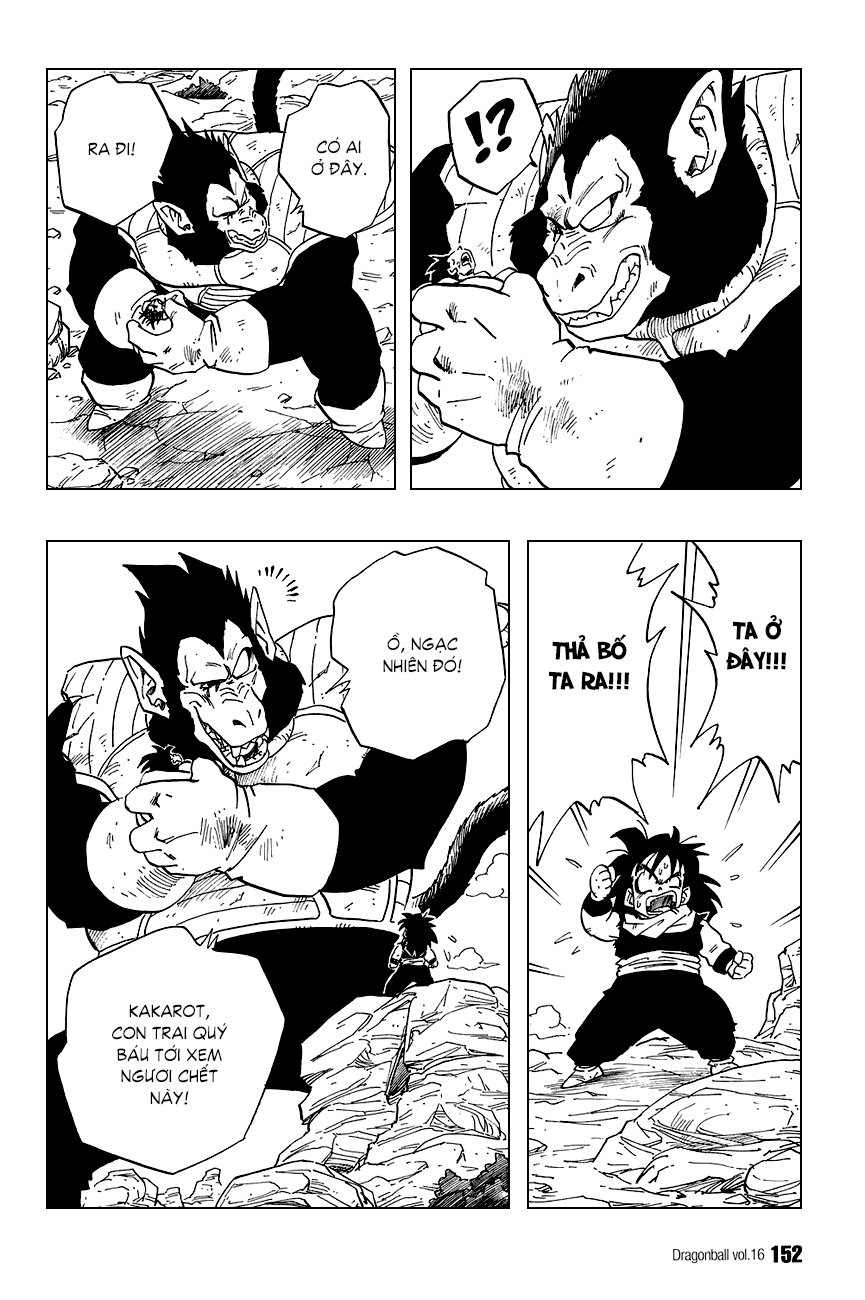 !?
CÓ AI
Ở ĐÂY.
RA ĐI!
TA Ở
ĐÂY!!!
THẢ BỐ
TA RA!!!
Ồ, NGẠC
NHIÊN ĐÓ!
KAKAROT,
CON TRAI QUÝ
BÁU TỚI XEM
NGƯƠI CHẾT
NÀY!
Dragonball vol.16 152